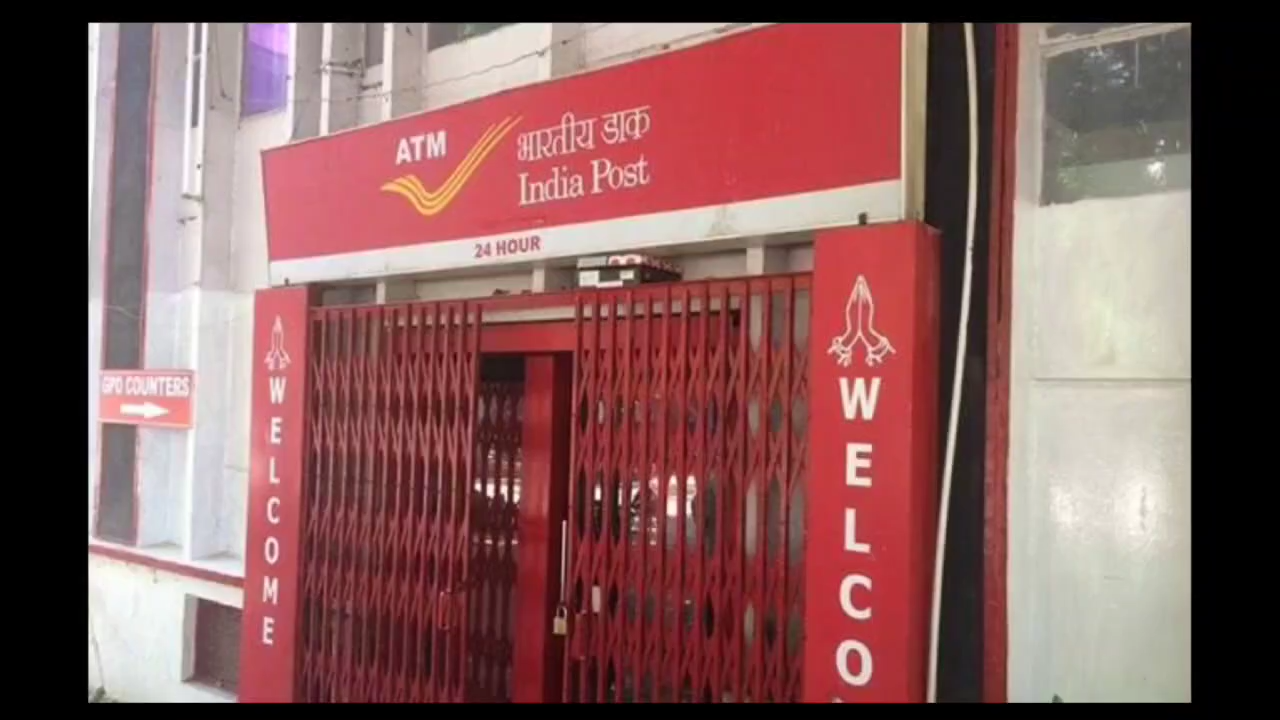 ATM
भारतीय डाक
India Post
24 HOUR
GPO COUNTERS
WELCOME
WELCO